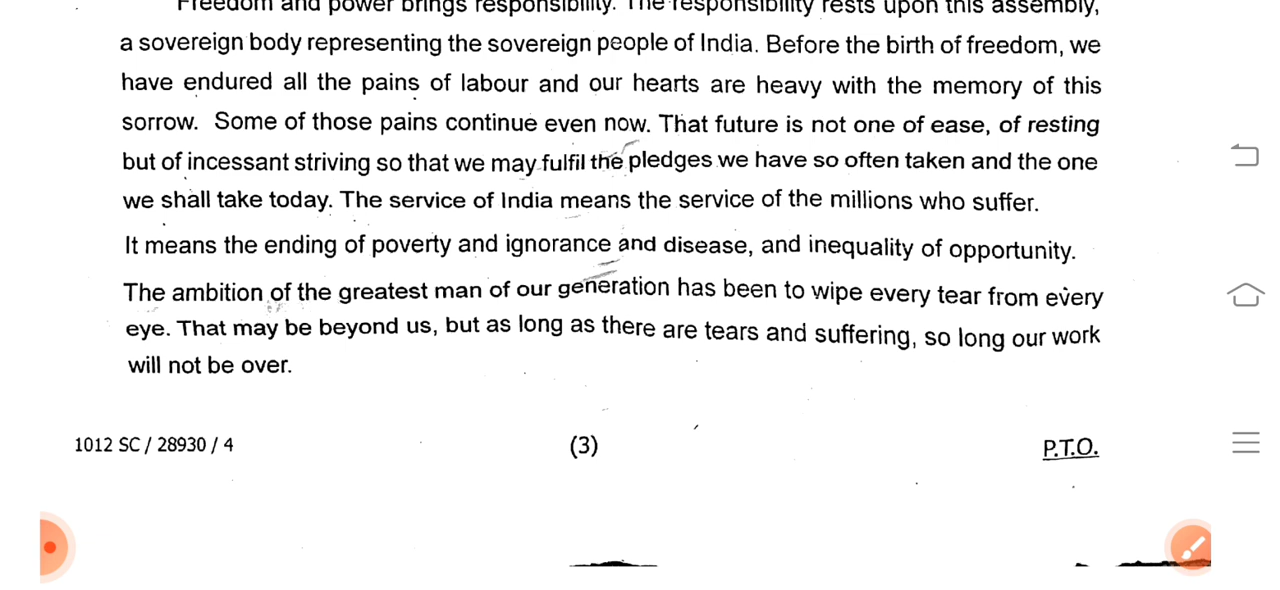 Freedom and power brings responsibility. The responsibility rests upon this assembly,
a sovereign body representing the sovereign people of India. Before the birth of freedom, we
have endured all the pains of labour and our hearts are heavy with the memory of this
sorrow. Some of those pains continue even now. That future is not one of ease, of resting
but of incessant striving so that we may fulfil the pledges we have so often taken and the one
we shall take today. The service of India means the service of the millions who suffer.
It means the ending of poverty and ignorance and disease, and inequality of opportunity.
The ambition of the greatest man of our generation has been to wipe every tear from every
eye. That may be beyond us, but as long as there are tears and suffering, so long our work
will not be over.
1012 SC / 28930 / 4
(3)
P.T.O.